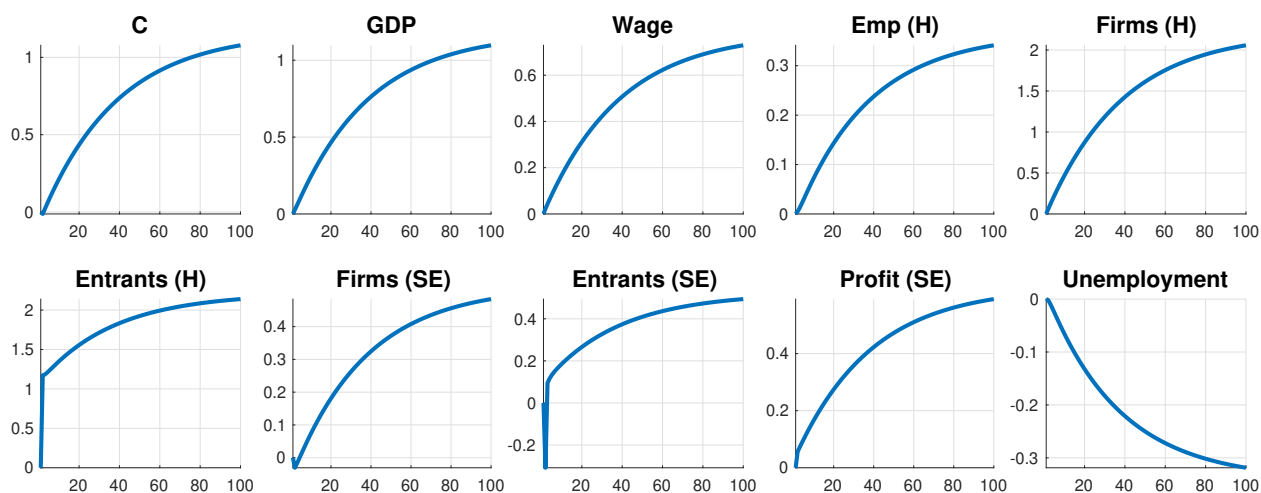 C GDP Wage Emp (H) Firms (H)
1 1 0.6 0.3 2
0.5 0.5 0.4 0.2 1.5
0 0 0.2 0.1 1
0 0 0.5
0
20 40 60 80 100 20 40 60 80 100 20 40 60 80 100 20 40 60 80 100 20 40 60 80 100
Entrants (H) Firms (SE) Entrants (SE) Profit (SE) Unemployment
2 0.4 0.4 0.4 0
1.5 0.3 0.2 0.2 -0.1
1 0.2 0 0 -0.2
0.5 0.1 -0.2 -0.3
0 0
20 40 60 80 100 20 40 60 80 100 20 40 60 80 100 20 40 60 80 100 20 40 60 80 100